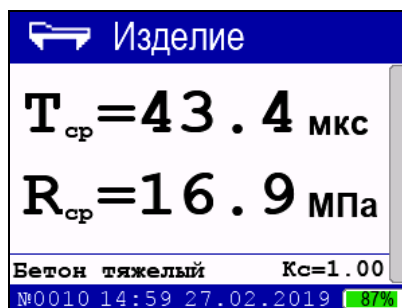 Изделие
Tср=43.4 мкс
Rср=16.9 МПа
Бетон тяжелый Кс=1.00
№0010 14:59 27.02.2019 87%